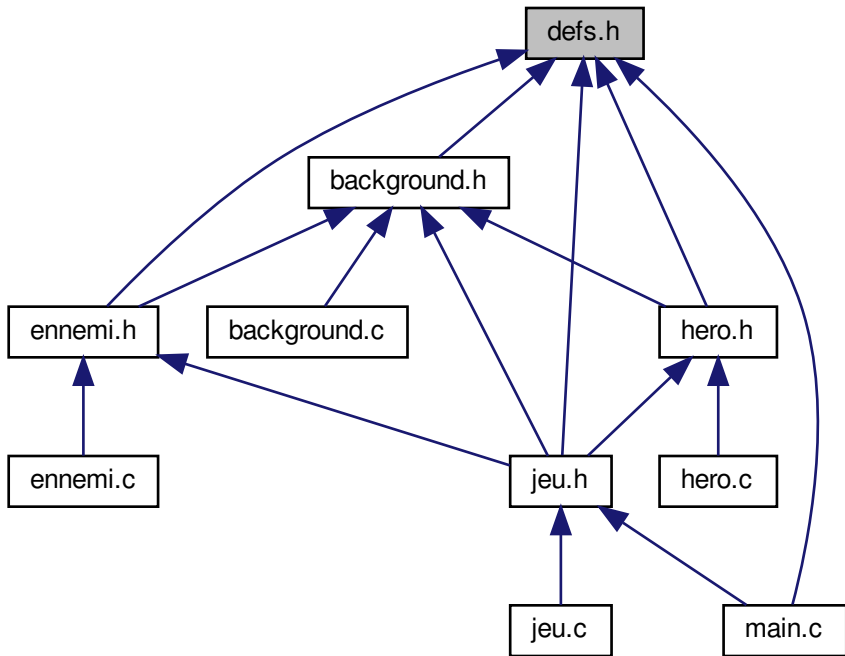 defs.h
background.h
ennemi.h
background.c
hero.h
ennemi.c
jeu.h
hero.c
jeu.c
main.c